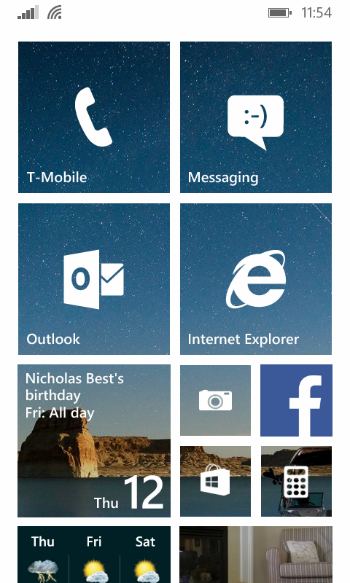 11:54
T-Mobile
:-)
Messaging
Outlook
Internet Explorer
Nicholas Best's
birthday
Fri: All day
Thu 12
Thu Fri Sat